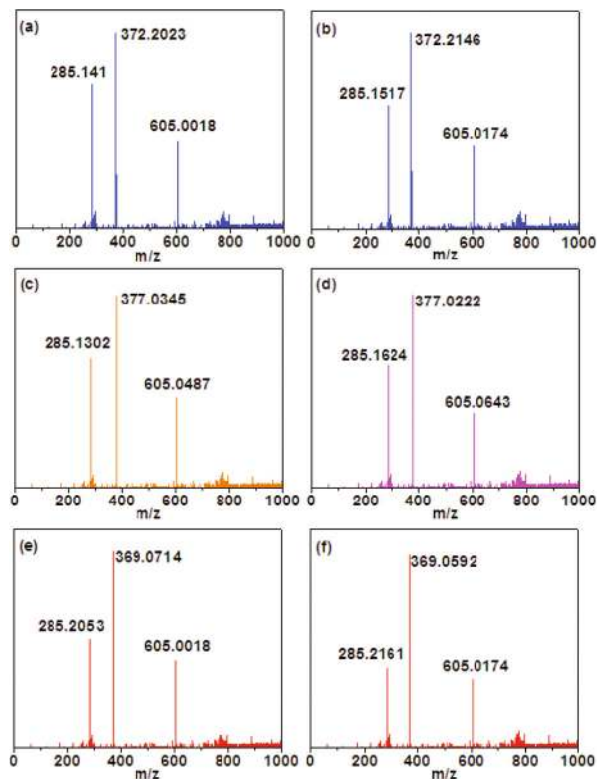 (a)
372.2023
285.141
605.0018
0 200 400 600 800 1000
m/z
(b)
372.2146
285.1517
605.0174
0 200 400 600 800 1000
m/z
(c)
377.0345
285.1302
605.0487
0 200 400 600 800 1000
m/z
(d)
377.0222
285.1624
605.0643
0 200 400 600 800 1000
m/z
(e)
369.0714
285.2053
605.0018
0 200 400 600 800 1000
m/z
(f)
369.0592
285.2161
605.0174
0 200 400 600 800 1000
m/z